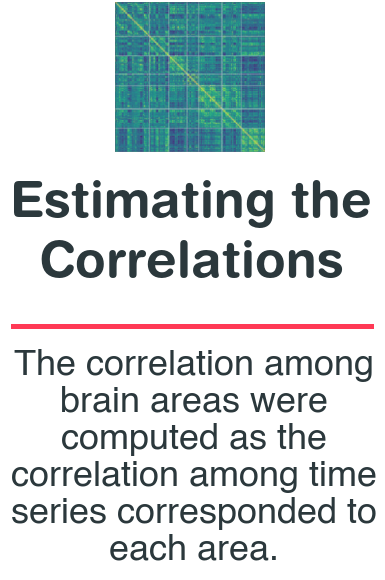 Estimating the
Correlations
The correlation among
brain areas were
computed as the
correlation among time
series corresponded to
each area.